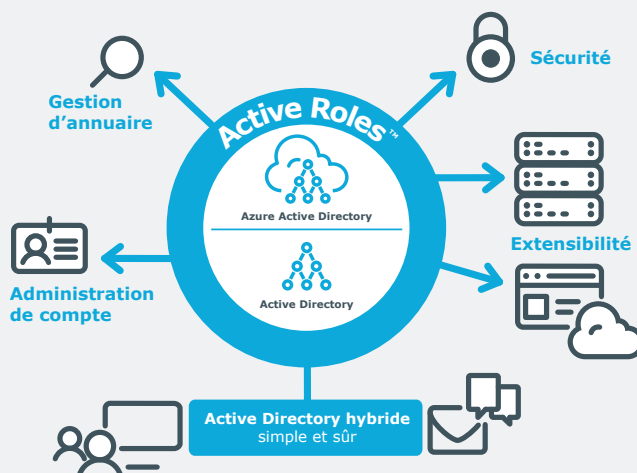 Gestion
d’annuaire
Active Roles™
Sécurité
Azure Active Directory
Active Directory
Extensibilité
Administration
de compte
Active Directory hybride
simple et sûr